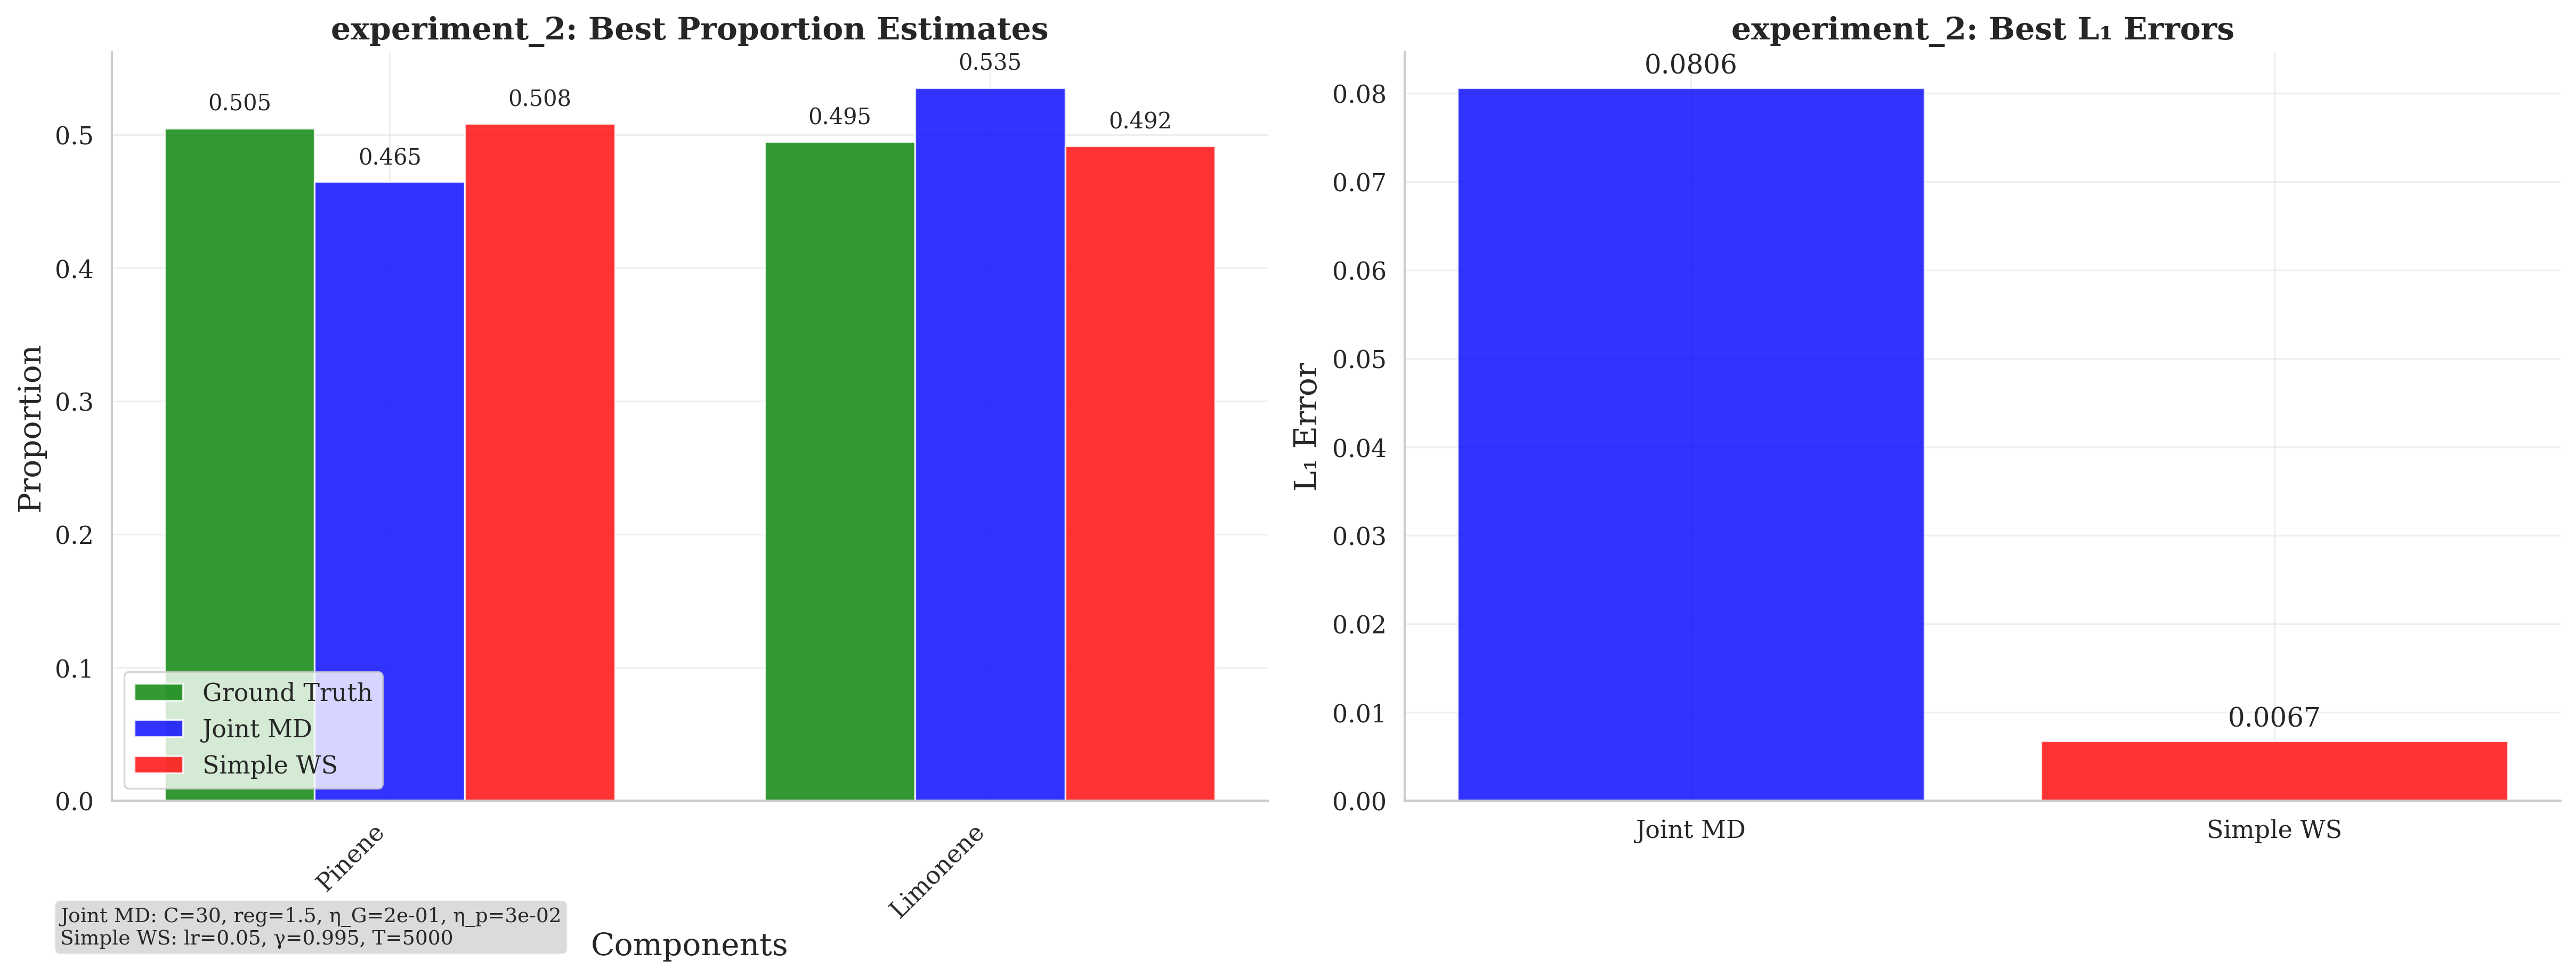 experiment_2: Best Proportion Estimates
Proportion
0.5
0.4
0.3
0.2
0.1
0.0
0.505
0.465
0.508
0.495
0.535
0.492
Ground Truth
Joint MD
Simple WS
Pinene
Limonene
Components
Joint MD: C=30, reg=1.5, η_G=2e-01, η_p=3e-02
Simple WS: lr=0.05, γ=0.995, T=5000
experiment_2: Best L₁ Errors
L₁ Error
0.08
0.07
0.06
0.05
0.04
0.03
0.02
0.01
0.00
0.0806
0.0067
Joint MD
Simple WS